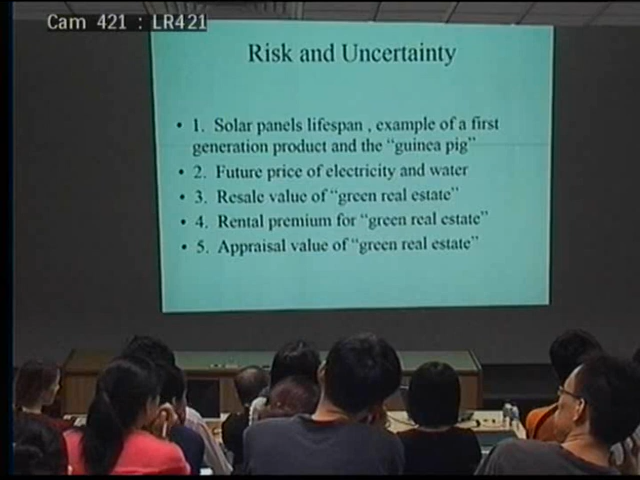 Cam 421 : LR421
Risk and Uncertainty
• 1. Solar panels lifespan , example of a first
generation product and the “guinea pig”
• 2. Future price of electricity and water
• 3. Resale value of “green real estate”
• 4. Rental premium for “green real estate”
• 5. Appraisal value of “green real estate”